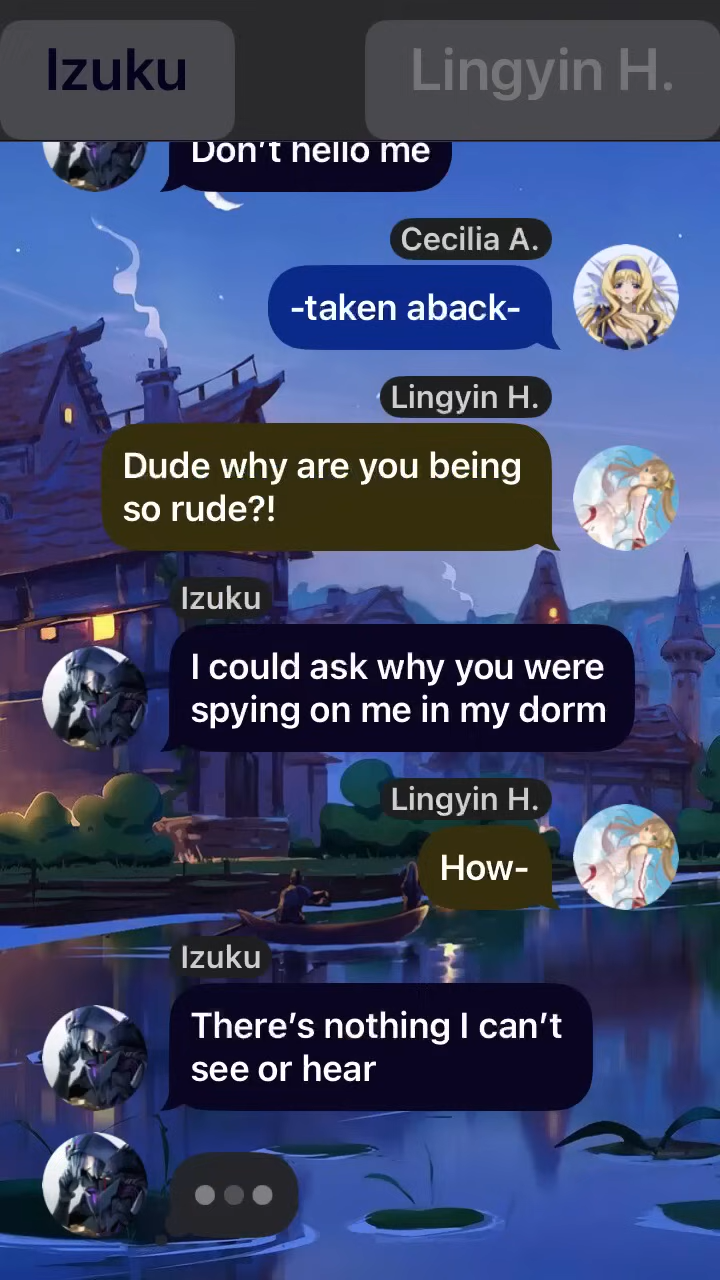 Izuku
Lingyin H.
Don't hello me
Cecilia A.
-taken aback-
Lingyin H.
Dude why are you being
so rude?!
Izuku
I could ask why you were
spying on me in my dorm
Lingyin H.
How-
Izuku
There's nothing I can't
see or hear